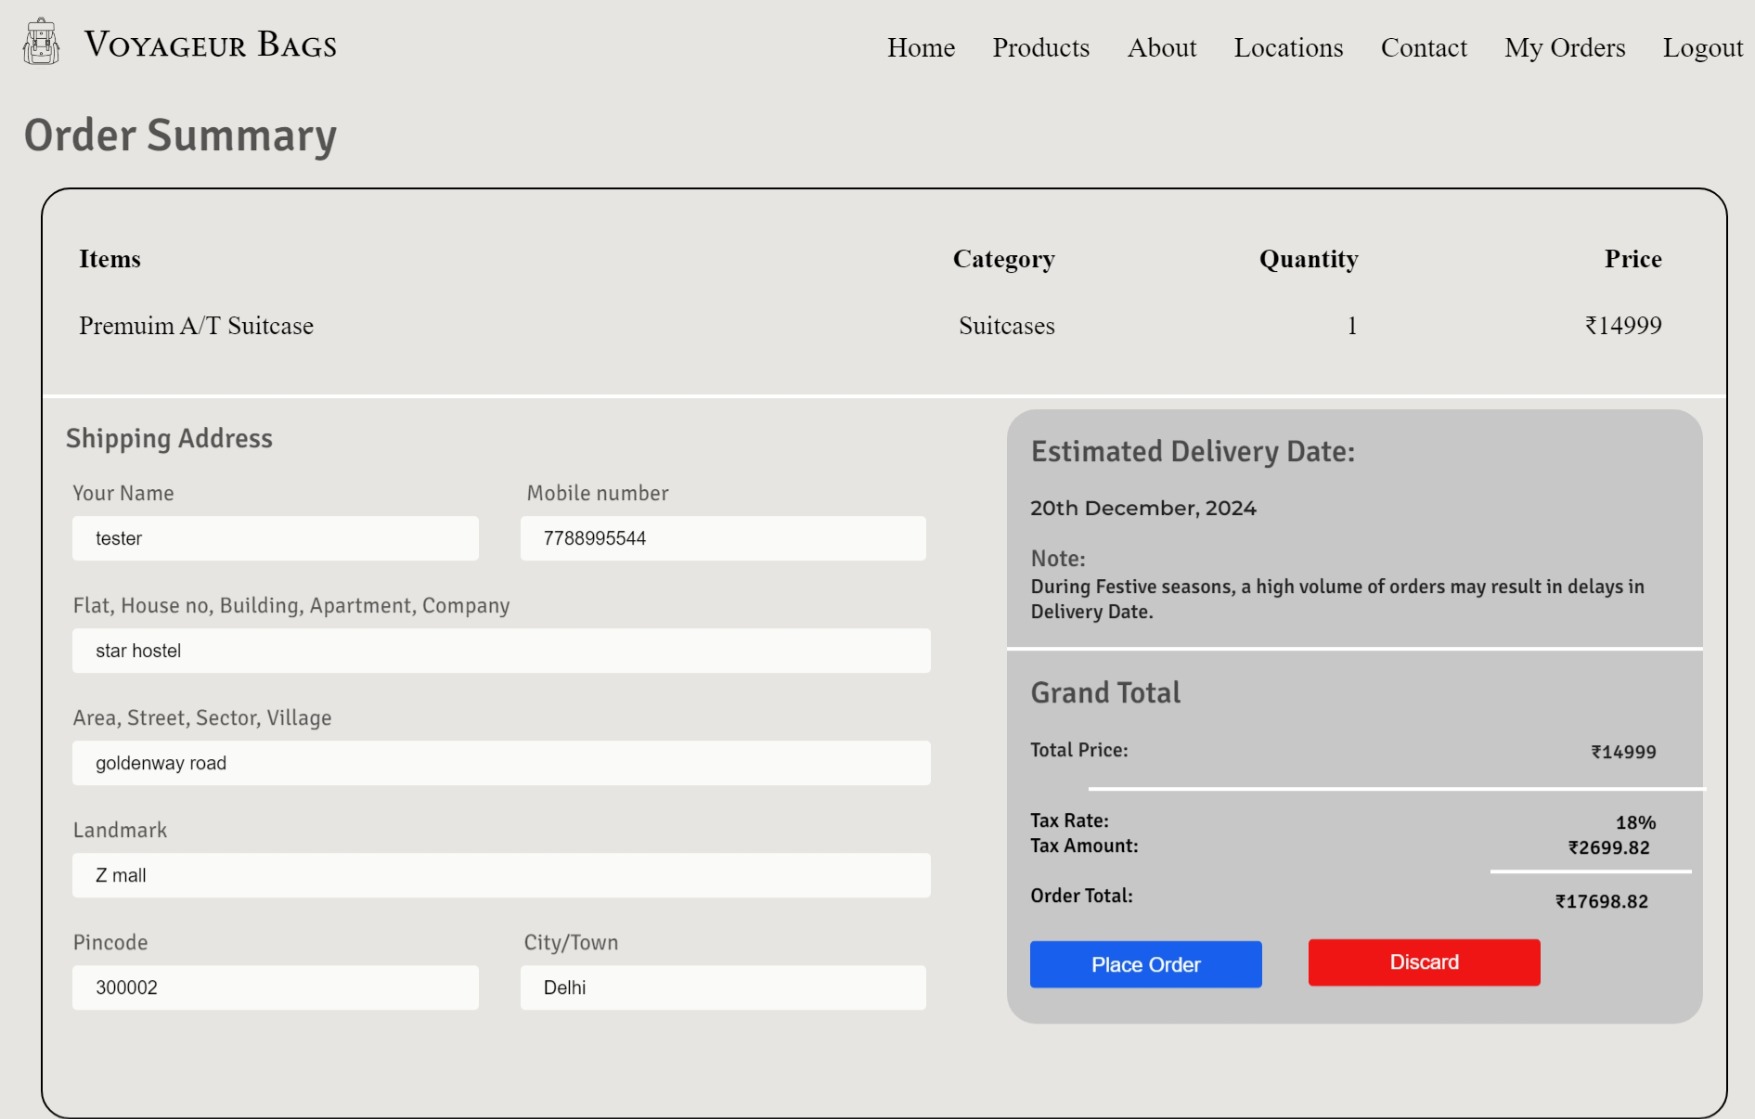 Voyageur Bags
Home Products About Locations Contact My Orders Logout
Order Summary
Items Category Quantity Price
Premuim A/T Suitcase Suitcases 1 ₹14999
Shipping Address
Your Name Mobile number
tester 7788995544
Flat, House no, Building, Apartment, Company
star hostel
Area, Street, Sector, Village
goldenway road
Landmark
Z mall
Pincode City/Town
300002 Delhi
Estimated Delivery Date:
20th December, 2024
Note:
During Festive seasons, a high volume of orders may result in delays in
Delivery Date.
Grand Total
Total Price: ₹14999
Tax Rate: 18%
Tax Amount: ₹2699.82
Order Total: ₹17698.82
Place Order Discard